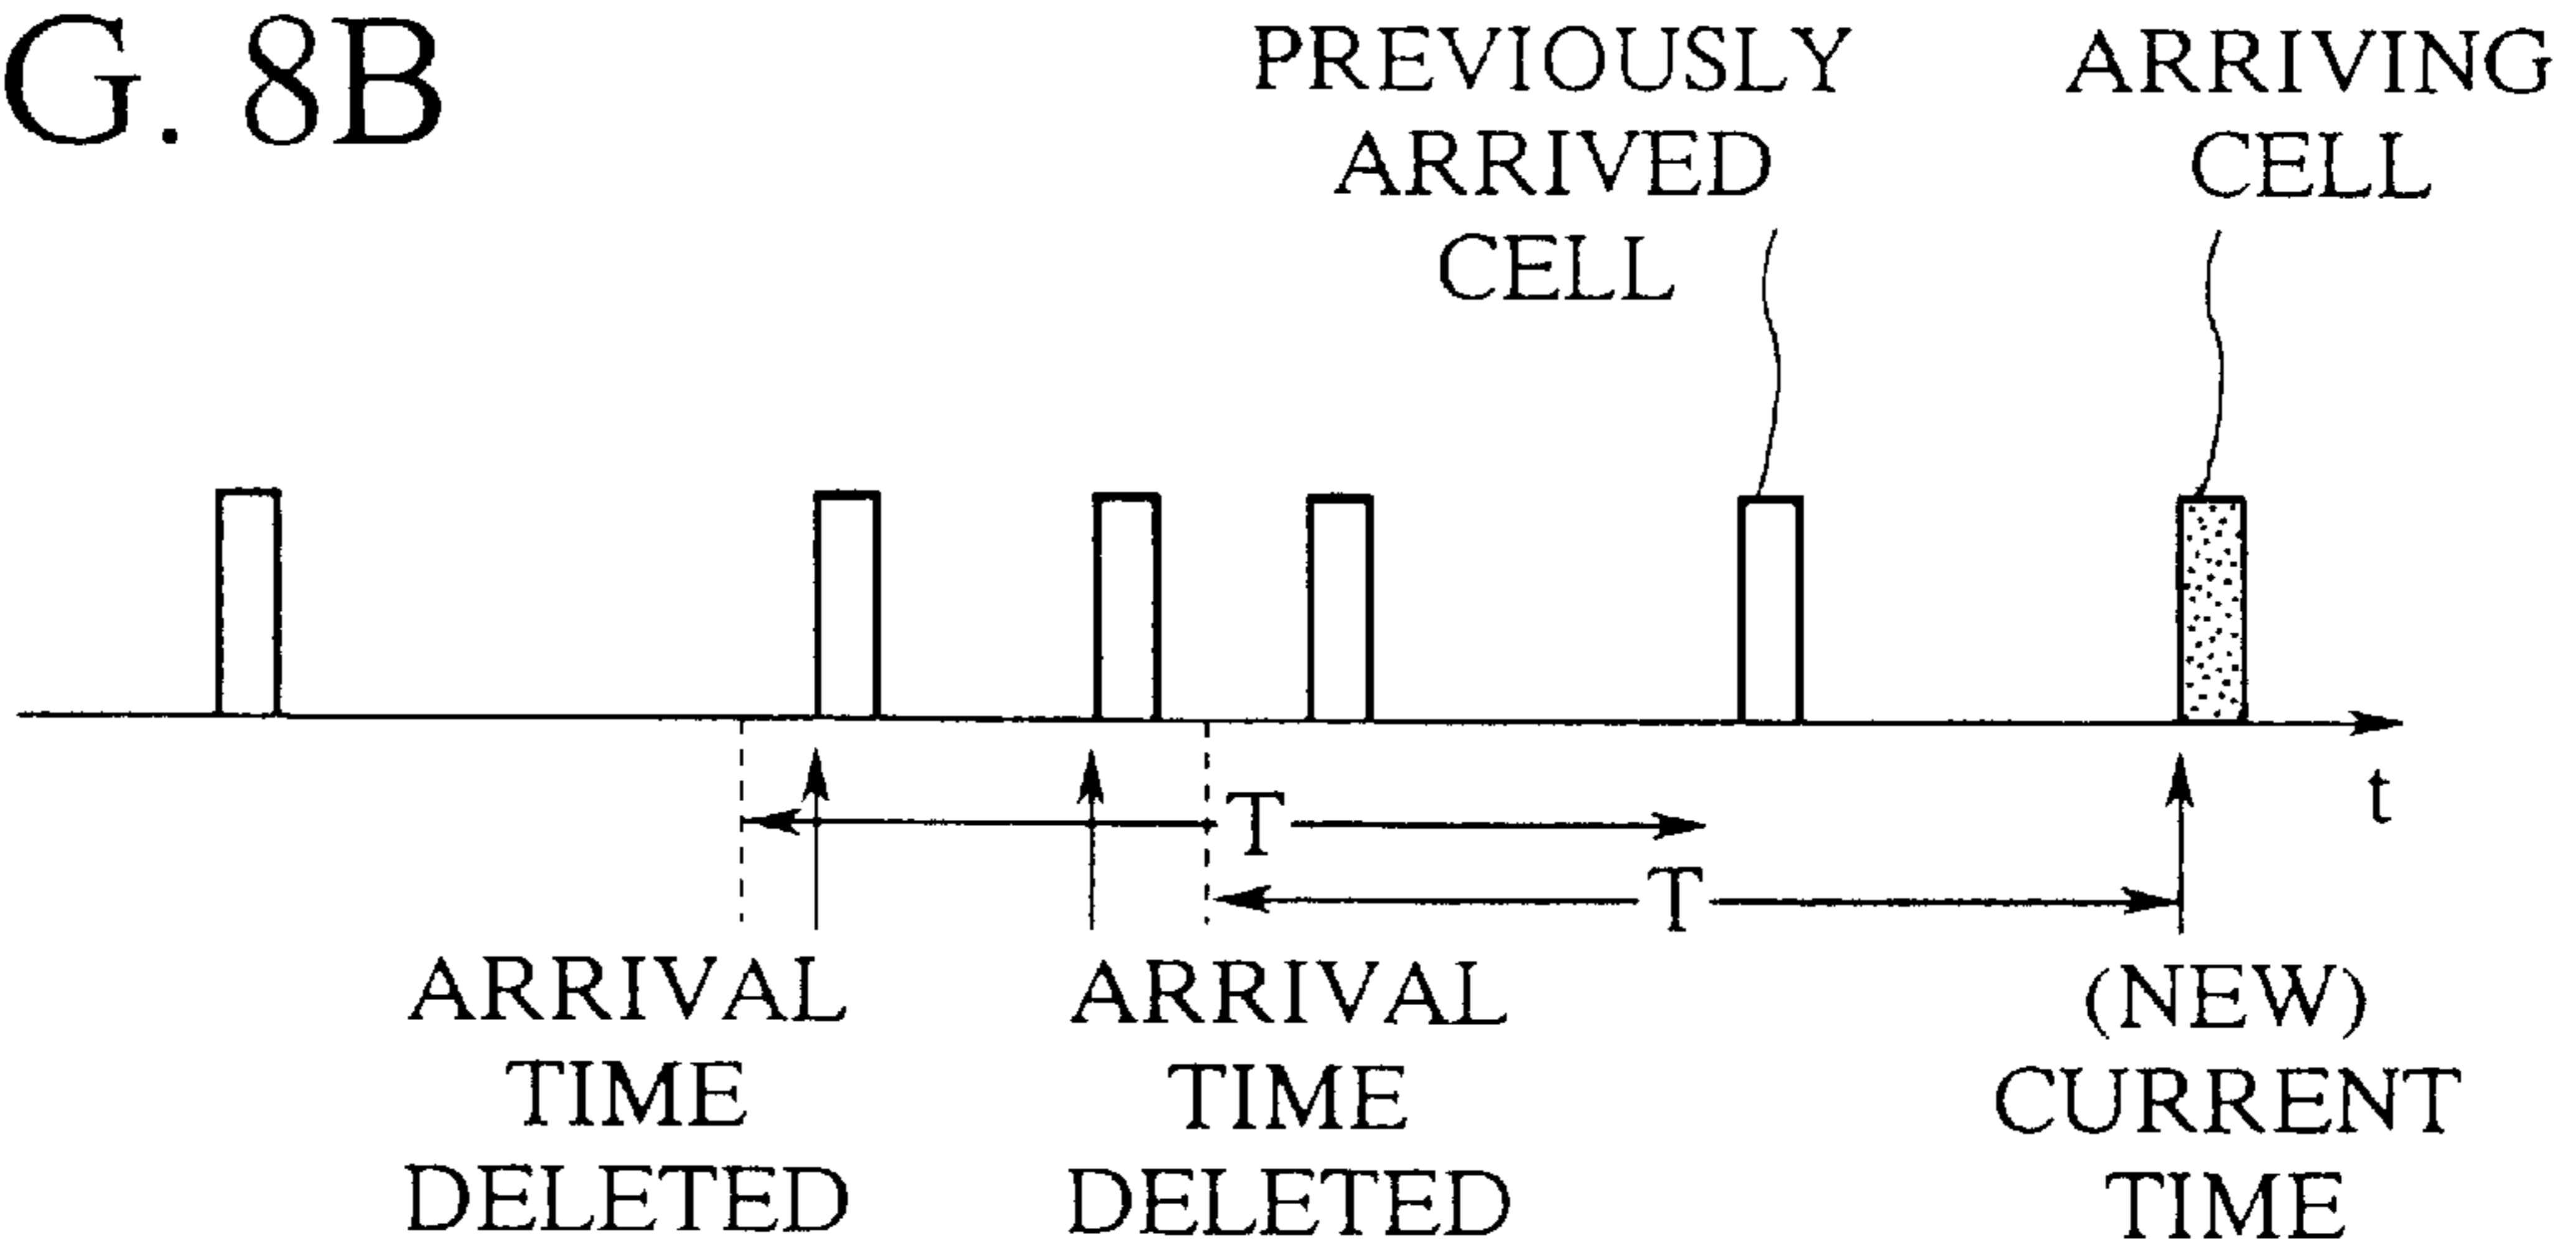 G. 8B
PREVIOUSLY
ARRIVED
CELL
ARRIVING
CELL
t
T
T
ARRIVAL
TIME
DELETED
ARRIVAL
TIME
DELETED
(NEW)
CURRENT
TIME